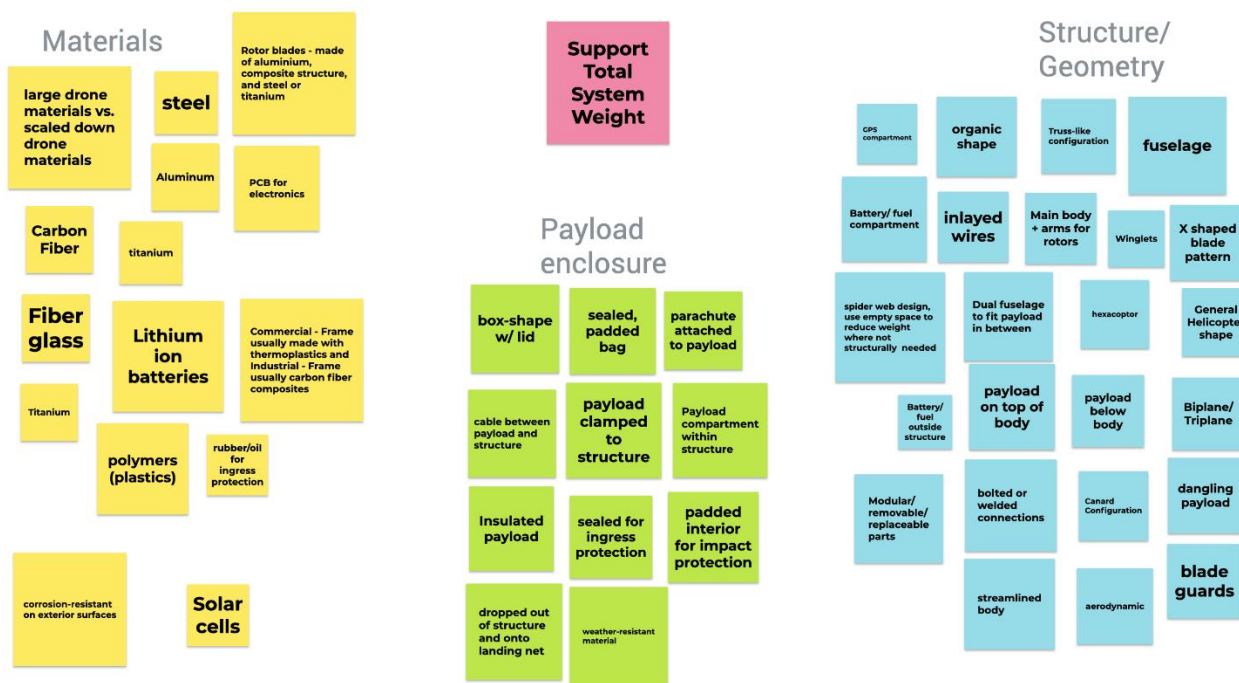 Materials
large drone
materials vs.
scaled down
drone
materials
steel
Rotor blades - made
of aluminium,
composite structure,
and steel or
titanium
Aluminum
PCB for
electronics
Carbon
Fiber
titanium
Fiber
glass
Lithium
ion
batteries
Commercial - Frame
usually made with
thermoplastics and
Industrial - Frame
usually carbon fiber
composites
Titanium
polymers
(plastics)
rubber/oil
for
ingress
protection
corrosion-resistant
on exterior surfaces
Solar
cells
Support
Total
System
Weight
Payload
enclosure
box-shape
w/ lid
sealed,
padded
bag
parachute
attached
to payload
cable between
payload and
structure
payload
clamped
to
structure
Payload
compartment
within
structure
Insulated
payload
sealed for
ingress
protection
padded
interior
for impact
protection
dropped out
of structure
and onto
landing net
weather-resistant
material
Structure/
Geometry
GPS
compartment
organic
shape
Truss-like
configuration
fuselage
Battery/ fuel
compartment
inlayed
wires
Main body
+ arms for
rotors
Winglets
X shaped
blade
pattern
spider web design,
use empty space to
reduce weight
where not
structurally needed
Dual fuselage
to fit payload
in between
hexacoptor
General
Helicopter
shape
Battery/
fuel
outside
structure
payload
on top of
body
payload
below
body
Biplane/
Triplane
Modular/
removable/
replaceable
parts
bolted or
welded
connections
Canard
Configuration
dangling
payload
streamlined
body
aerodynamic
blade
guards